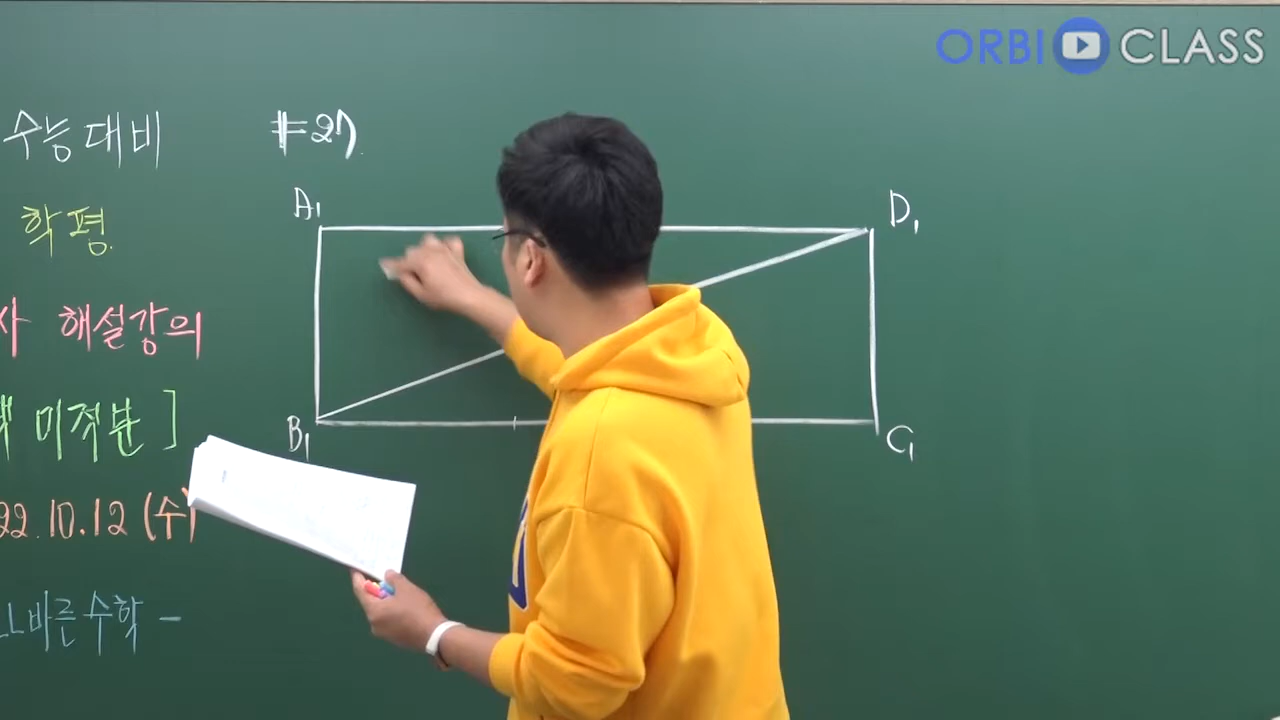 ORBI CLASS
수능대비
#27.
학평.
해설강의
미적분]
22.10.12 (수)
바른수학 -
A₁
D₁
B₁
C₁